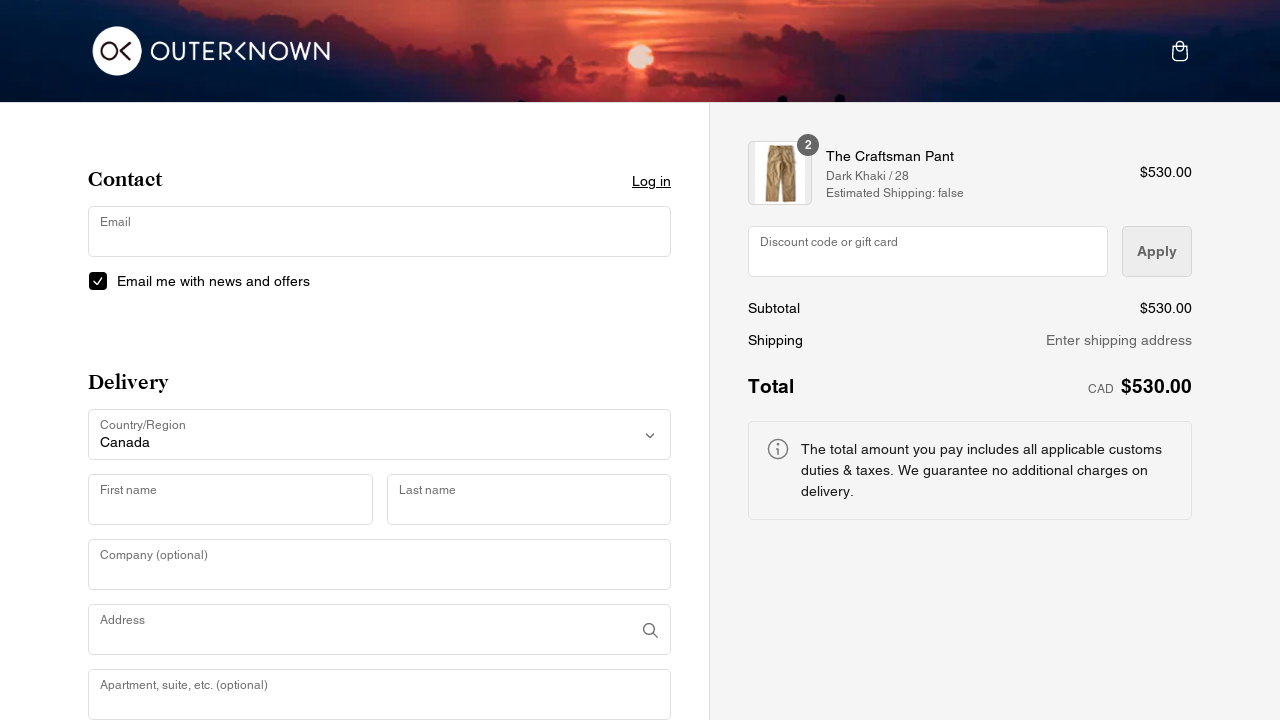 OUTERKNOWN
Contact
Log in
Email
Email me with news and offers
Delivery
Country/Region
Canada
First name
Last name
Company (optional)
Address
Apartment, suite, etc. (optional)
2
The Craftsman Pant
Dark Khaki / 28
Estimated Shipping: false
$530.00
Discount code or gift card
Apply
Subtotal
$530.00
Shipping
Enter shipping address
Total
CAD $530.00
The total amount you pay includes all applicable customs
duties & taxes. We guarantee no additional charges on
delivery.